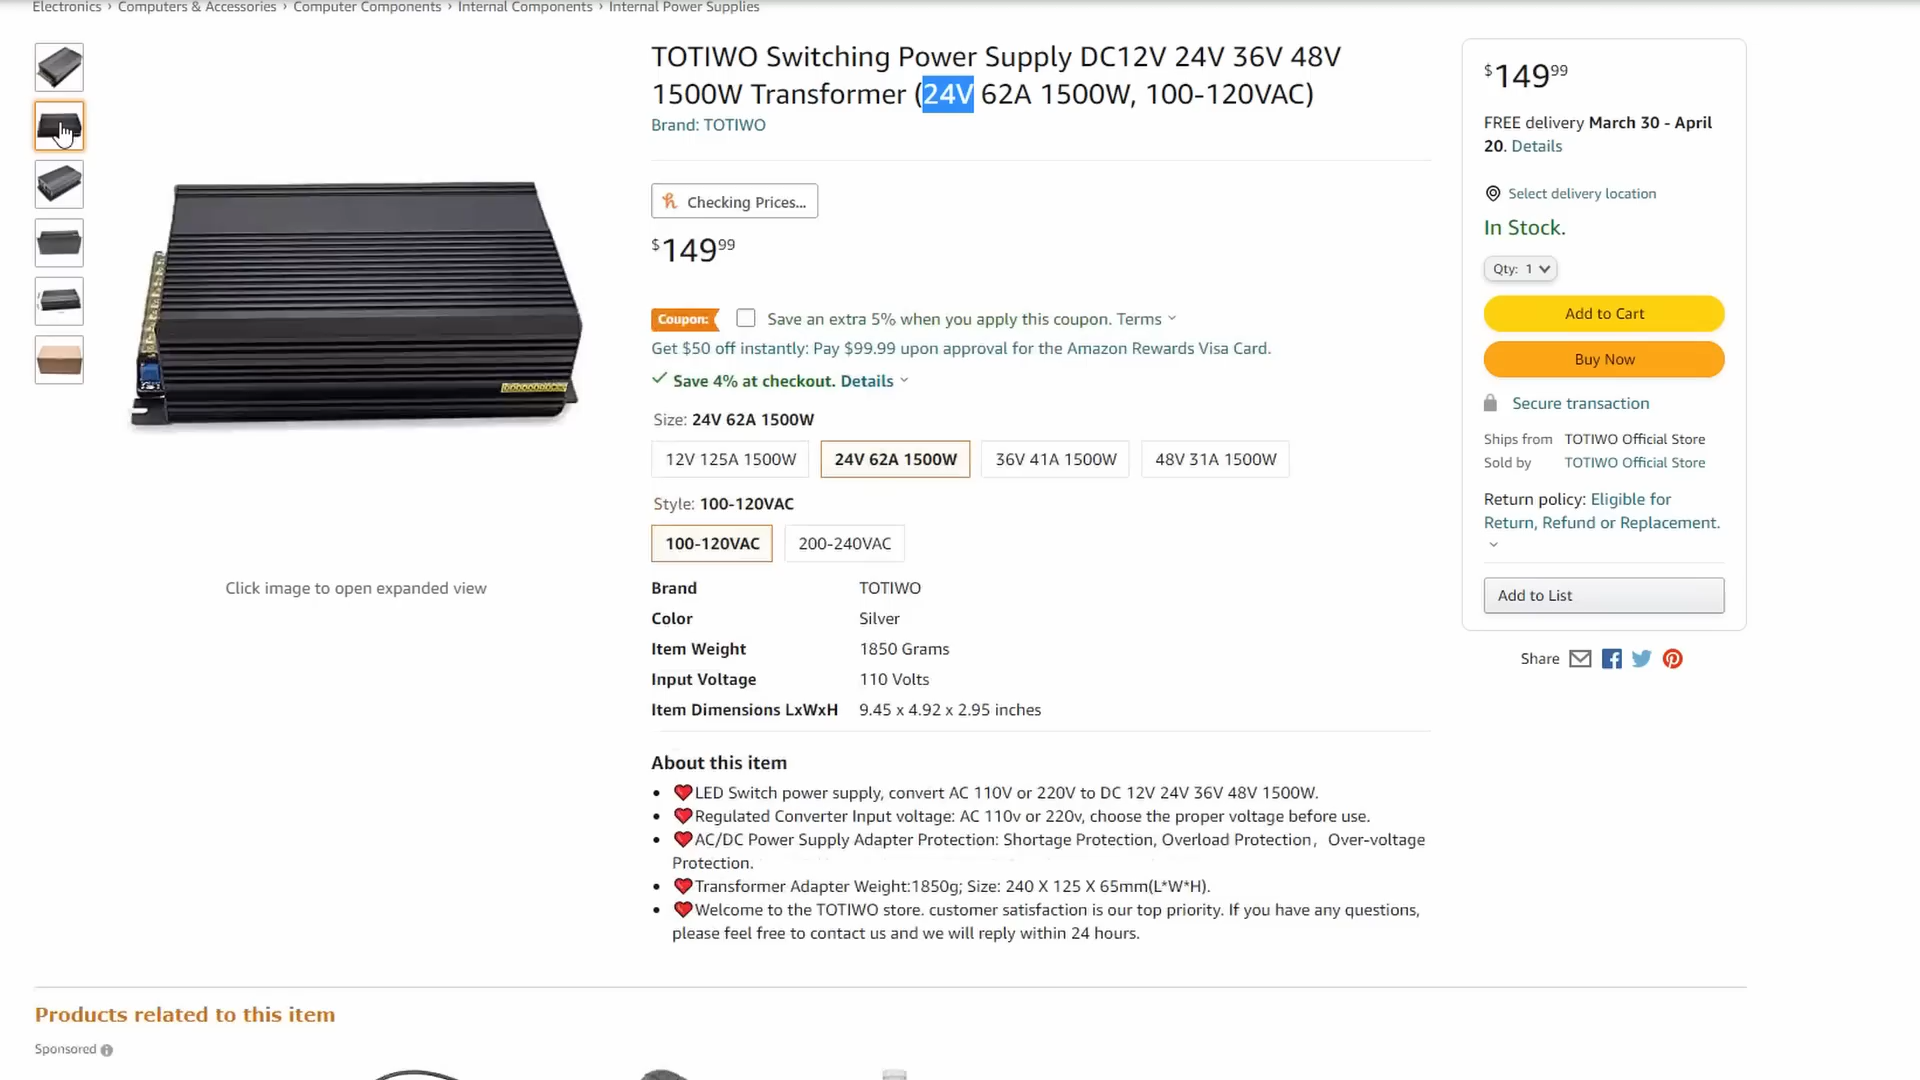 Electronics › Computers & Accessories › Computer Components › Internal Components › Internal Power Supplies
TOTIWO Switching Power Supply DC12V 24V 36V 48V
1500W Transformer (24V 62A 1500W, 100-120VAC)
Brand: TOTIWO
Checking Prices...
$149 99
Coupon: Save an extra 5% when you apply this coupon. Terms
Get $50 off instantly: Pay $99.99 upon approval for the Amazon Rewards Visa Card.
Save 4% at checkout. Details
Size: 24V 62A 1500W
12V 125A 1500W 24V 62A 1500W 36V 41A 1500W 48V 31A 1500W
Style: 100-120VAC
100-120VAC 200-240VAC
Brand TOTIWO
Color Silver
Item Weight 1850 Grams
Input Voltage 110 Volts
Item Dimensions LxWxH 9.45 x 4.92 x 2.95 inches
About this item
• ❤LED Switch power supply, convert AC 110V or 220V to DC 12V 24V 36V 48V 1500W.
• ❤Regulated Converter Input voltage: AC 110v or 220v, choose the proper voltage before use.
• ❤AC/DC Power Supply Adapter Protection: Shortage Protection, Overload Protection，Over-voltage
Protection.
• ❤Transformer Adapter Weight:1850g; Size: 240 X 125 X 65mm(L*W*H).
• ❤Welcome to the TOTIWO store. customer satisfaction is our top priority. If you have any questions,
please feel free to contact us and we will reply within 24 hours.
Click image to open expanded view
$149 99
FREE delivery March 30 - April
20. Details
Select delivery location
In Stock.
Qty: 1
Add to Cart
Buy Now
Secure transaction
Ships from TOTIWO Official Store
Sold by TOTIWO Official Store
Return policy: Eligible for
Return, Refund or Replacement.
Add to List
Share
Products related to this item
Sponsored